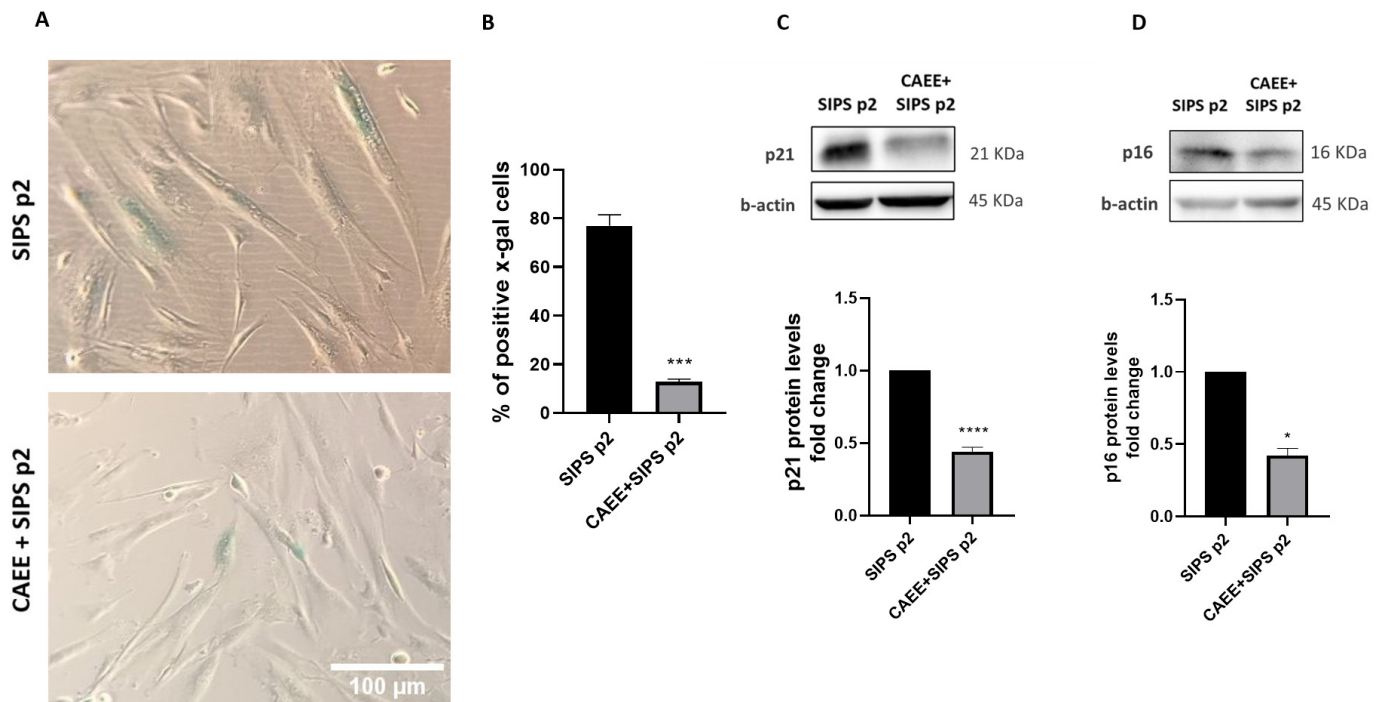 A
SIPS p2
CAEE + SIPS p2
100 µm
B
% of positive x-gal cells
100
80
60
40
20
0
***
SIPS p2
CAEE+SIPS p2
C
SIPS p2
CAEE+
SIPS p2
p21
21 KDa
b-actin
45 KDa
p21 protein levels
fold change
1.5
1.0
0.5
0.0
****
SIPS p2
CAEE+SIPS p2
D
SIPS p2
CAEE+
SIPS p2
p16
16 KDa
b-actin
45 KDa
p16 protein levels
fold change
1.5
1.0
0.5
0.0
*
SIPS p2
CAEE+SIPS p2